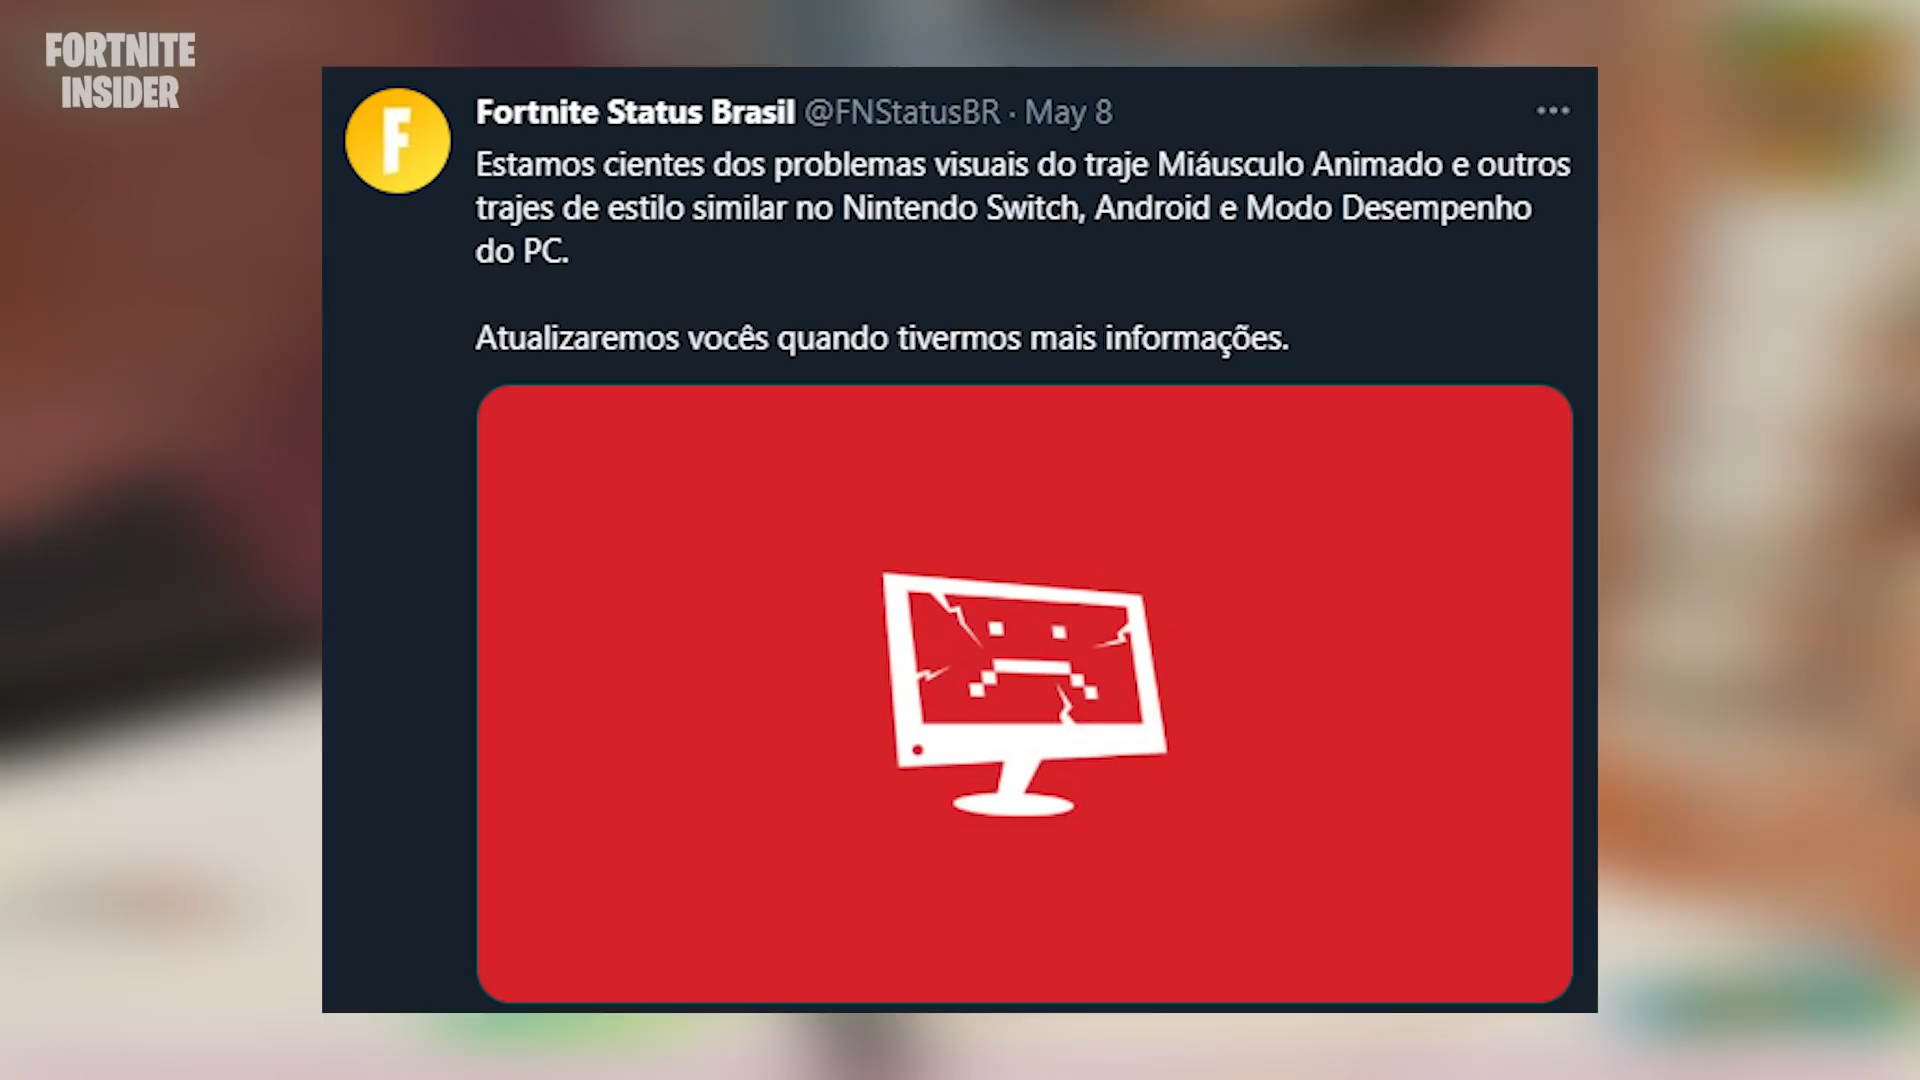 FORTNITE
INSIDER
F
Fortnite Status Brasil @FNStatusBR · May 8
Estamos cientes dos problemas visuais do traje Miáusculo Animado e outros
trajes de estilo similar no Nintendo Switch, Android e Modo Desempenho
do PC.
Atualizaremos vocês quando tivermos mais informações.